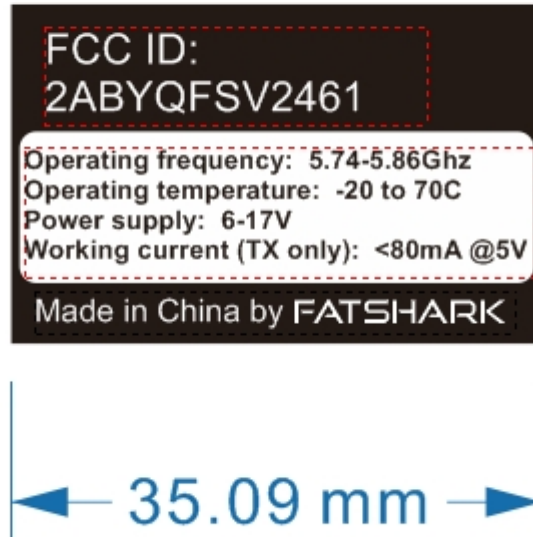 FCC ID:
2ABYQFSV2461
Operating frequency: 5.74-5.86Ghz
Operating temperature: -20 to 70C
Power supply: 6-17V
Working current (TX only): <80mA @5V
Made in China by FATSHARK
35.09 mm